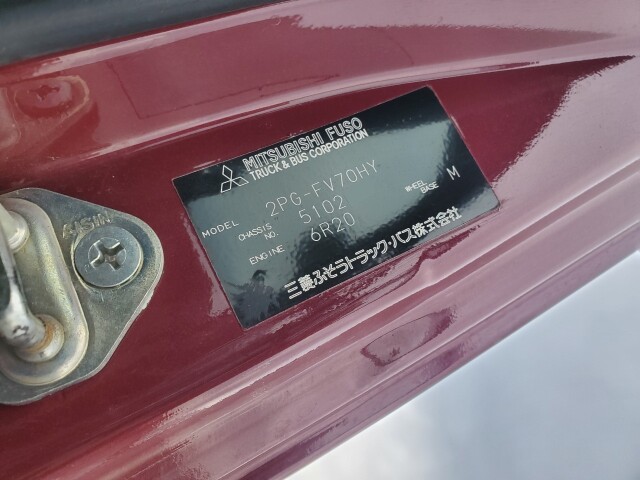 MITSUBISHI FUSO
TRUCK & BUS CORPORATION
MODEL 2PG-FV70HY
CHASSIS NO. 5102 WHEEL BASE M
ENGINE 6R20
三菱ふそうトラック・バス株式会社
AISIN